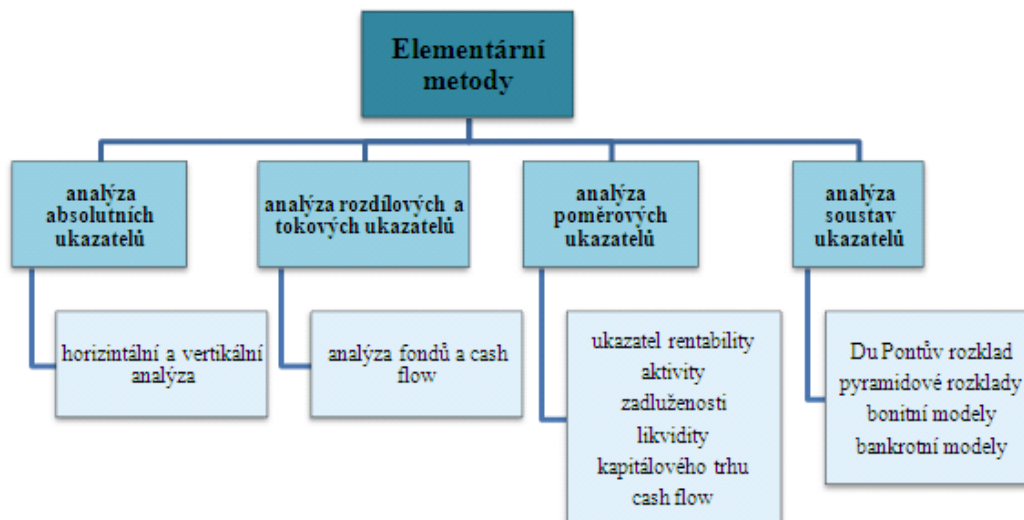 Elementární
metody
analýza
absolutních
ukazatelů
analýza rozdílových a
tokových ukazatelů
analýza
poměrových
ukazatelů
analýza
soustav
ukazatelů
horizintální a vertikální
analýza
analýza fondů a cash
flow
ukazatel rentability
aktivity
zadluženosti
likvidity
kapitálového trhu
cash flow
Du Pontův rozklad
pyramidové rozklady
bonitní modely
bankrotní modely